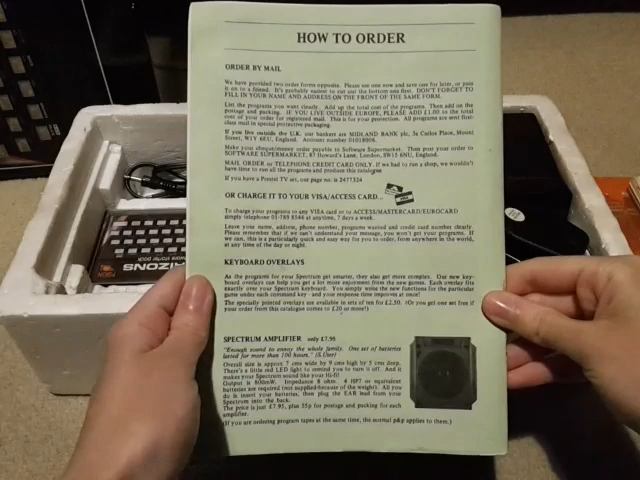 HOW TO ORDER
ORDER BY MAIL
We have provided two order forms opposite. Please use one now and save one for later, or pass
it on to a friend. It's probably easiest to cut out the bottom one first. DON'T FORGET TO
FILL IN YOUR NAME AND ADDRESS ON THE FRONT OF THE SAME FORM.
List the programs you want clearly. Add up the total cost of the programs. Then add on the
postage and packing. IF YOU LIVE OUTSIDE EUROPE, PLEASE ADD £1.00 to the total
cost of your order for registered mail. This is for your protection. All programs are sent first-
class mail in special protective packaging.
If you live outside the U.K. our bankers are MIDLAND BANK plc, Mount
Street, W1Y 6EU, England. Account number 01018906.
Make your cheque/money order payable to Software Supermarket. Then post your order to
SOFTWARE SUPERMARKET, 87 Howard's Lane, London, SW15 6NU, England.
MAIL ORDER or TELEPHONE CREDIT CARD ONLY. If we had to run a shop, we wouldn't
have time to run all the programs and produce this catalogue
If you have a Prestel TV set, our page no. is 2477324
OR CHARGE IT TO YOUR VISA/ACCESS CARD...
To charge your programs to any VISA card or to ACCESS/MASTERCARD/EUROCARD
simply telephone 01-789 8546 at anytime, 7 days a week.
Leave your name, address, phone number, programs wanted and credit card number clearly.
Please remember that if we can't understand your message, you won't get your programs. If
we can, this is a particularly quick and easy way for you to order, from anywhere in the world,
at any time of the day or night.
KEYBOARD OVERLAYS
As the programs for your Spectrum get smarter, they also get more complex. Our new key-
board overlays can help you get a lot more enjoyment from the new games. Each overlay fits
exactly over your Spectrum keyboard. You simply write the new functions for the particular
game under each command key - and your response time improves at once!
The specially printed overlays are available in sets of ten for £2.50. (Or you get one set free if
your order from this catalogue comes to £20 or more!)
SPECTRUM AMPLIFIER only £7.95
"Enough sound to annoy the whole family. One set of batteries
lasted for more than 100 hours." (S.User)
Overall size is approx 7 cms wide by 9 cms high by 5 cms deep.
There's a little red LED light to remind you to turn it off. And it
makes your Spectrum sound like your Hi-fi!
Output is 800mW. Impedance 8 ohms. 4 HP7 or equivalent
batteries are required (not supplied because of the weight). All you
do is insert your batteries, then plug the EAR lead from your
Spectrum into the back.
The price is just £7.95, plus 55p for postage and packing for each
amplifier.
(If you are ordering program tapes at the same time, the normal p&p applies to them.)
HORIZONS